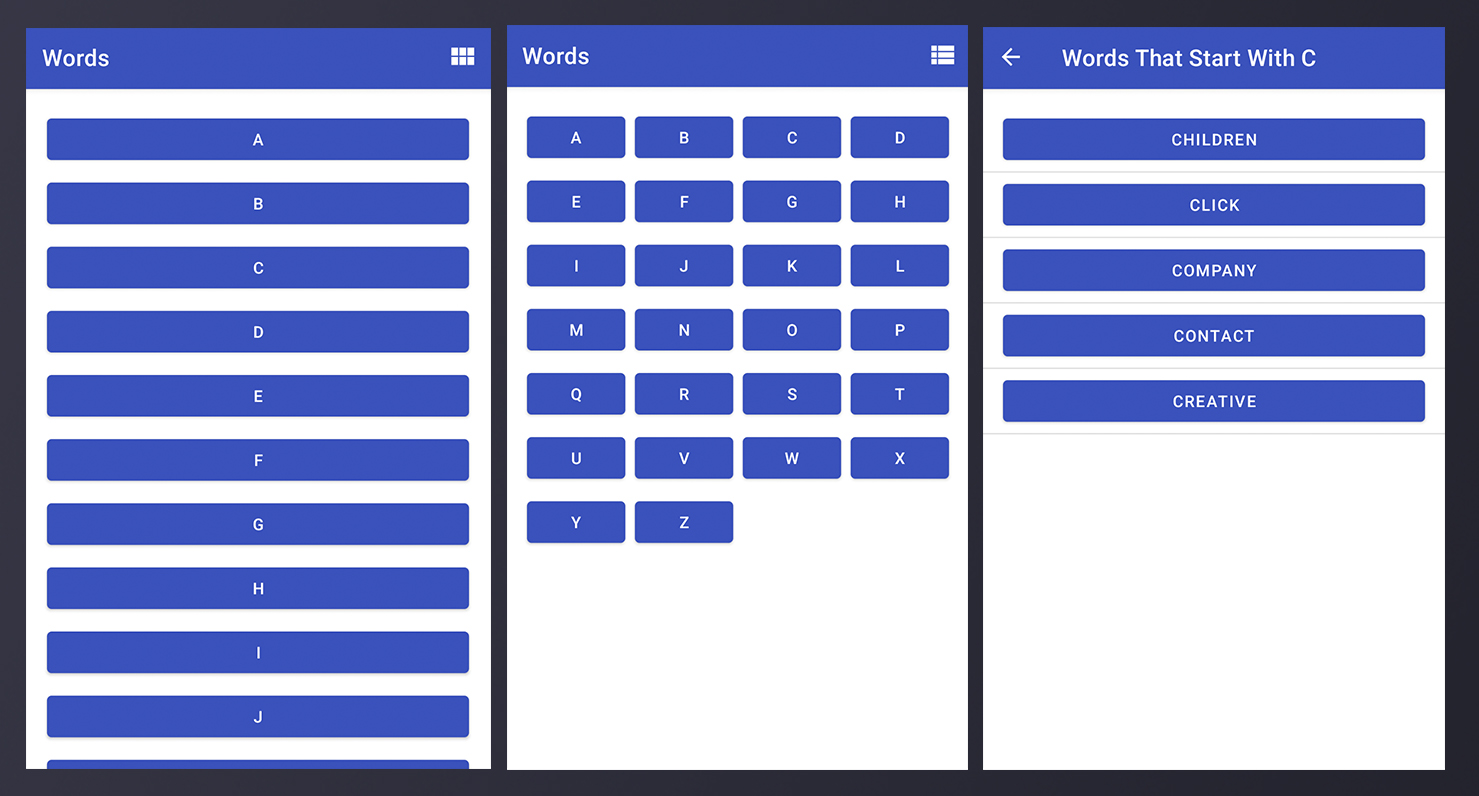 Words
A
B
C
D
E
F
G
H
I
J
Words
A B C D
E F G H
I J K L
M N O P
Q R S T
U V W X
Y Z
Words That Start With C
CHILDREN
CLICK
COMPANY
CONTACT
CREATIVE